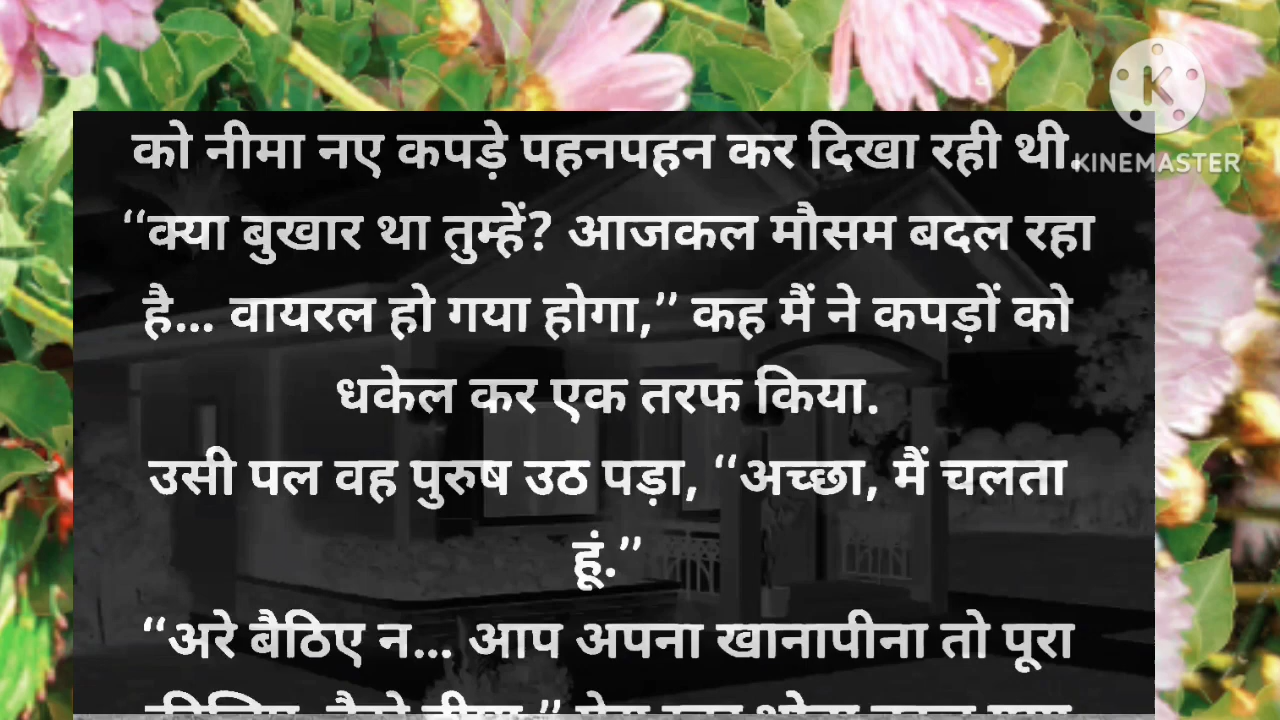 को नीमा नए कपड़े पहनपहन कर दिखा रही थी.
‘‘क्या बुखार था तुम्हें? आजकल मौसम बदल रहा
है... वायरल हो गया होगा,’’ कह मैं ने कपड़ों को
धकेल कर एक तरफ किया.
उसी पल वह पुरुष उठ पड़ा, ‘‘अच्छा, मैं चलता
हूं.’’
‘‘अरे बैठिए न... आप अपना खानापीना तो पूरा
K
KINEMASTER